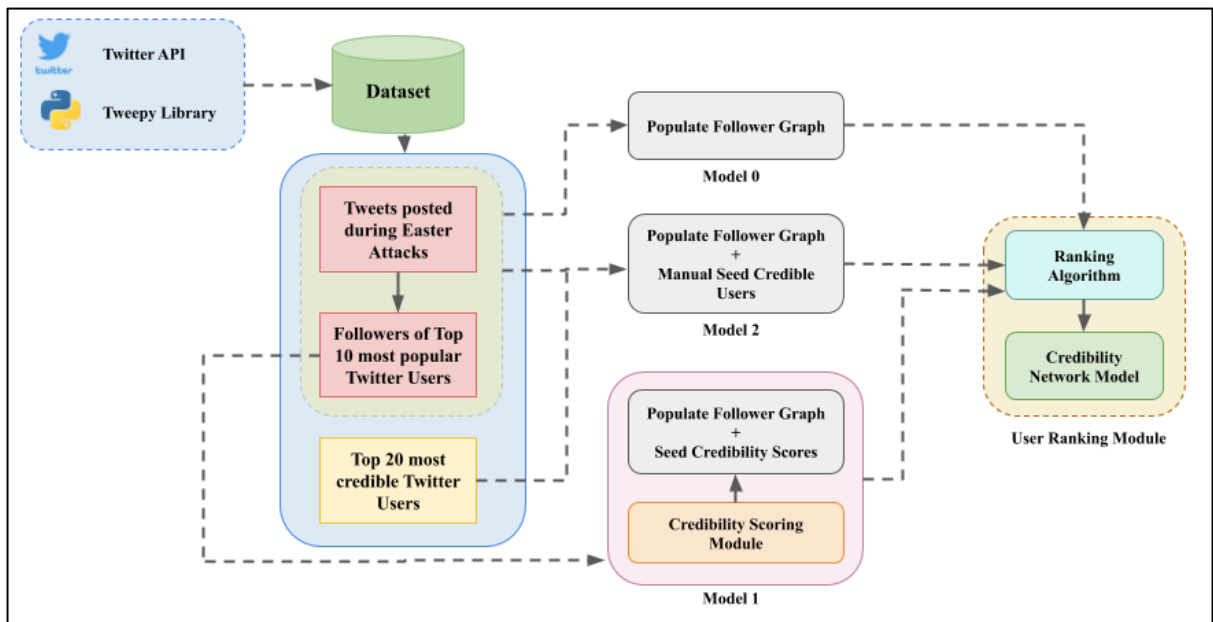 twitter
Twitter API
Tweepy Library
Dataset
Tweets posted
during Easter
Attacks
Followers of Top
10 most popular
Twitter Users
Top 20 most
credible Twitter
Users
Populate Follower Graph
Model 0
Populate Follower Graph
+
Manual Seed Credible
Users
Model 2
Populate Follower Graph
+
Seed Credibility Scores
Credibility Scoring
Module
Model 1
Ranking
Algorithm
Credibility
Network Model
User Ranking Module